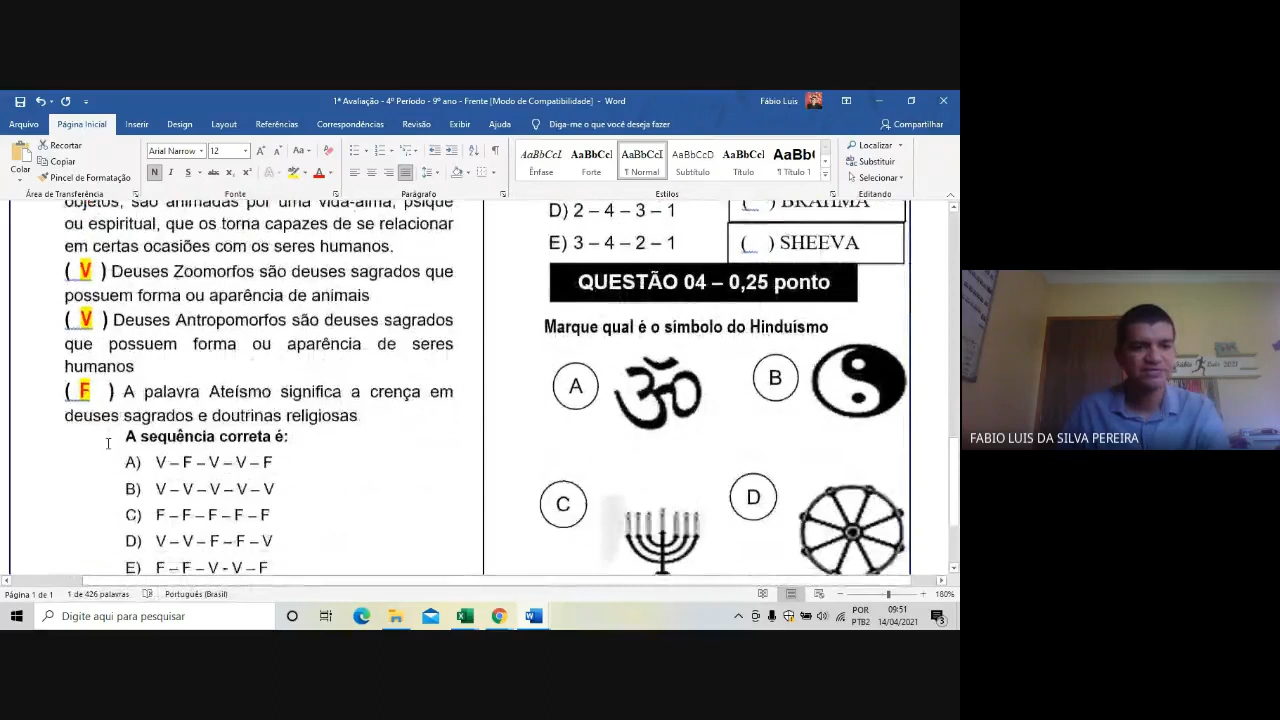 1ª Avaliação - 4º Período - 9º ano - Frente [Modo de Compatibilidade] - Word
Fábio Luis
Arquivo
Página Inicial
Inserir
Design
Layout
Referências
Correspondências
Revisão
Exibir
Ajuda
Diga-me o que você deseja fazer
Compartilhar
Colar
Recortar
Copiar
Pincel de Formatação
Área de Transferência
Arial Narrow
12
Aa
N I S abc x₂ x²
Fonte
Parágrafo
AaBbCcI AaBbCcI AaBbCcI AaBbCcD AaBbCcI AaBbC
Ênfase Forte ¶ Normal Subtítulo Título ¶ Título 1
Estilos
Localizar
Substituir
Selecionar
Editando
objetos, são animadas por uma vida-alma, psique
ou espiritual, que os torna capazes de se relacionar
em certas ocasiões com os seres humanos.
( V ) Deuses Zoomorfos são deuses sagrados que
possuem forma ou aparência de animais
( V ) Deuses Antropomorfos são deuses sagrados
que possuem forma ou aparência de seres
humanos
( F ) A palavra Ateísmo significa a crença em
deuses sagrados e doutrinas religiosas
A sequência correta é:
A) V – F – V – V – F
B) V – V – V – V – V
C) F – F – F – F – F
D) V – V – F – F – V
E) F – F – V - V – F
D) 2 – 4 – 3 – 1
( ) BRAHMA
E) 3 – 4 – 2 – 1
( ) SHEEVA
QUESTÃO 04 – 0,25 ponto
Marque qual é o símbolo do Hinduísmo
A
ॐ
B
C
D
FABIO LUIS DA SILVA PEREIRA
Página 1 de 1
1 de 426 palavras
Português (Brasil)
180%
Digite aqui para pesquisar
POR
PTB2
09:51
14/04/2021
3